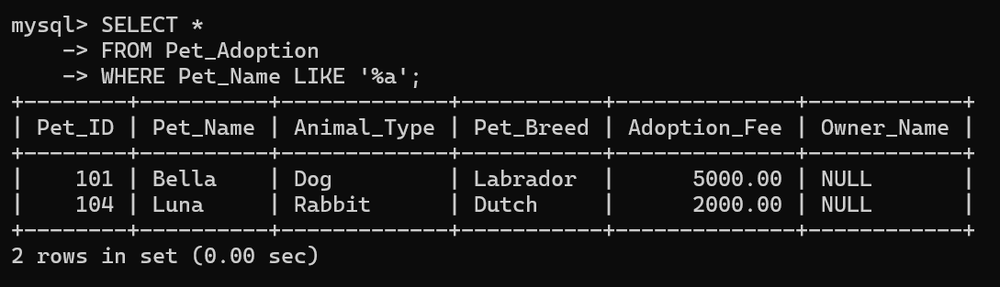 mysql> SELECT *
    -> FROM Pet_Adoption
    -> WHERE Pet_Name LIKE '%a';
+--------+----------+-------------+-----------+--------------+------------+
| Pet_ID | Pet_Name | Animal_Type | Pet_Breed | Adoption_Fee | Owner_Name |
+--------+----------+-------------+-----------+--------------+------------+
|    101 | Bella    | Dog         | Labrador  |      5000.00 | NULL       |
|    104 | Luna     | Rabbit      | Dutch     |      2000.00 | NULL       |
+--------+----------+-------------+-----------+--------------+------------+
2 rows in set (0.00 sec)